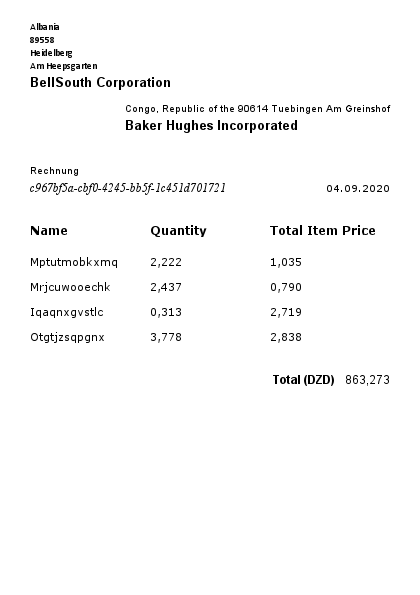 Albania
89558
Heidelberg
Am Heepsgarten
BellSouth Corporation
Congo, Republic of the 90614 Tuebingen Am Greinshof
Baker Hughes Incorporated
Rechnung
c967bf5a-cbf0-4245-bb5f-1c451d701721 04.09.2020
Name Quantity Total Item Price
Mptutmobkxmq 2,222 1,035
Mrjcuwooechk 2,437 0,790
Iqaqnxgvstlc 0,313 2,719
Otgtjzsqpgnx 3,778 2,838
Total (DZD) 863,273